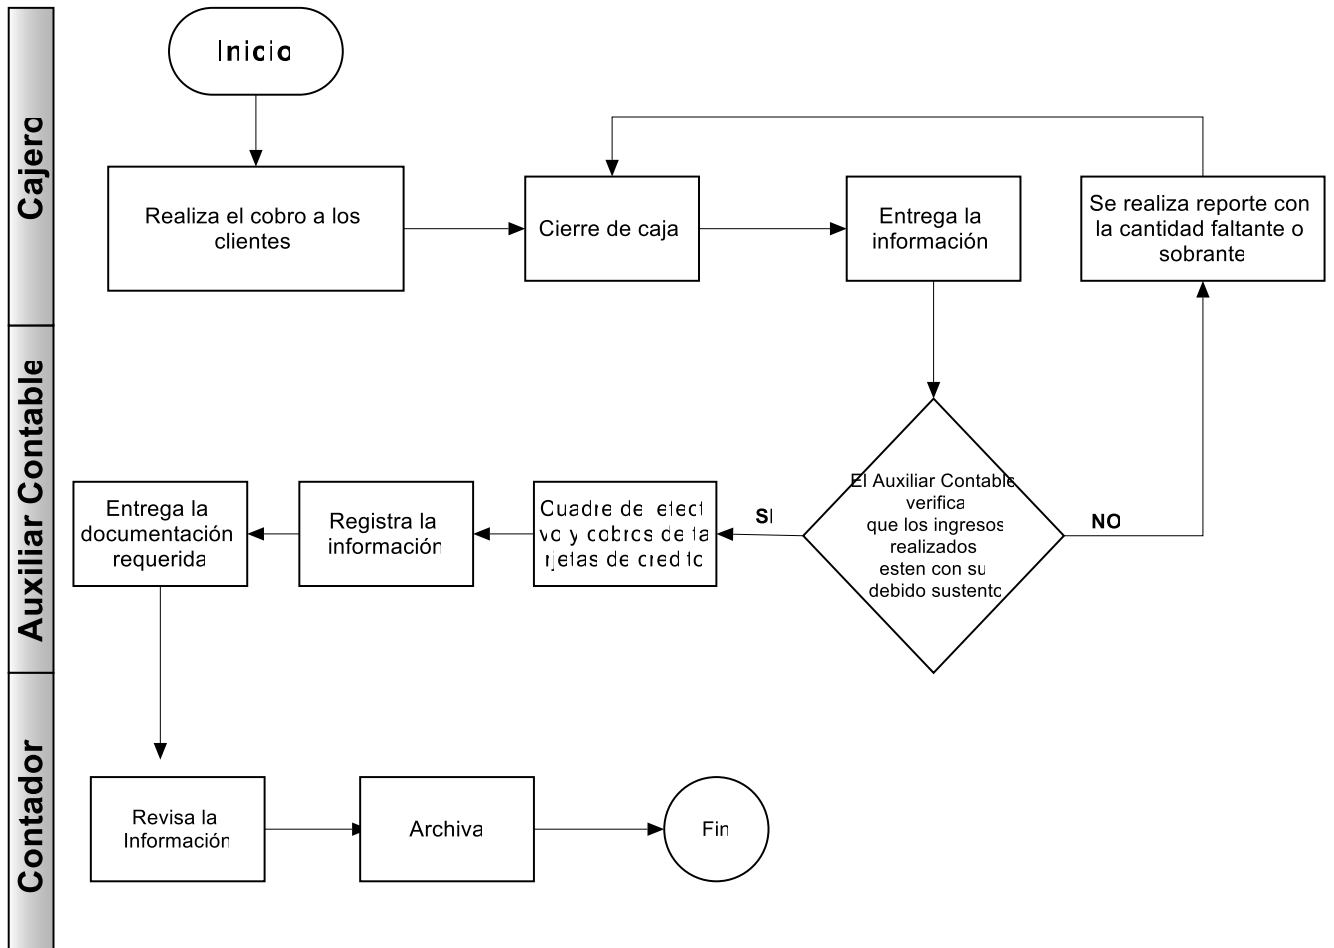 Cajero
Inicio
Realiza el cobro a los
clientes
Cierre de caja
Entrega la
información
Se realiza reporte con
la cantidad faltante o
sobrante
Auxiliar Contable
El Auxiliar Contable
verifica
que los ingresos
realizados
esten con su
debido sustento
SI
NO
Cuadre de efecti
vo y cobros de ta
rjetas de credito
Registra la
información
Entrega la
documentación
requerida
Contador
Revisa la
Información
Archiva
Fin